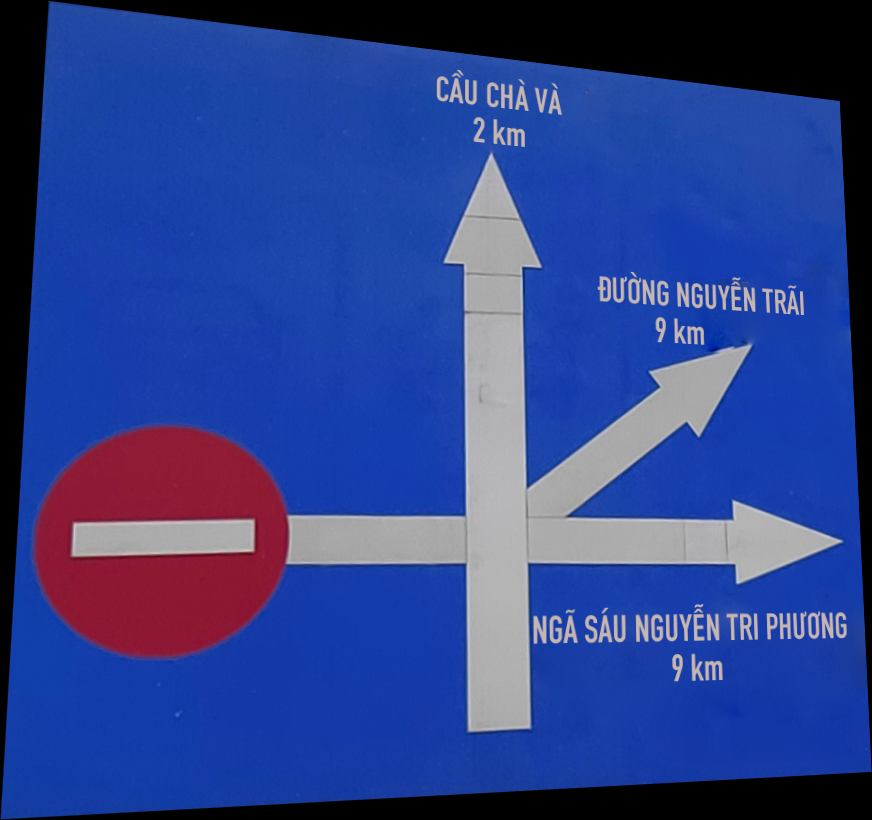 CẦU CHÀ VÀ
2 km
ĐƯỜNG NGUYỄN TRÃI
9 km
NGÃ SÁU NGUYỄN TRI PHƯƠNG
9 km